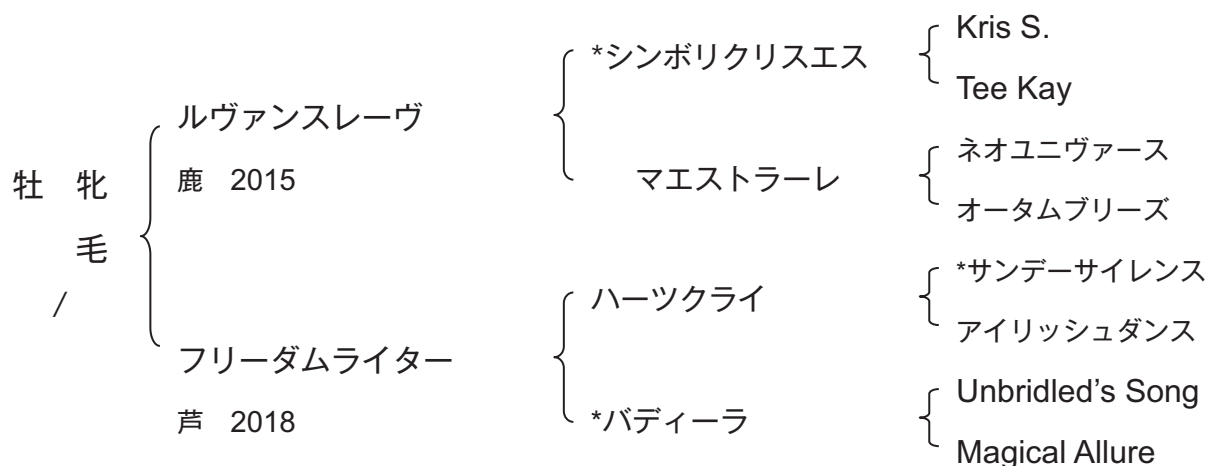 牡 牝
毛
/
ルヴァンスレーヴ
鹿 2015
フリーダムライター
芦 2018
*シンボリクリスエス
マエストラーレ
ハーツクライ
*バディーラ
Kris S.
Tee Kay
ネオユニヴァース
オータムブリーズ
*サンデーサイレンス
アイリッシュダンス
Unbridled’s Song
Magical Allure